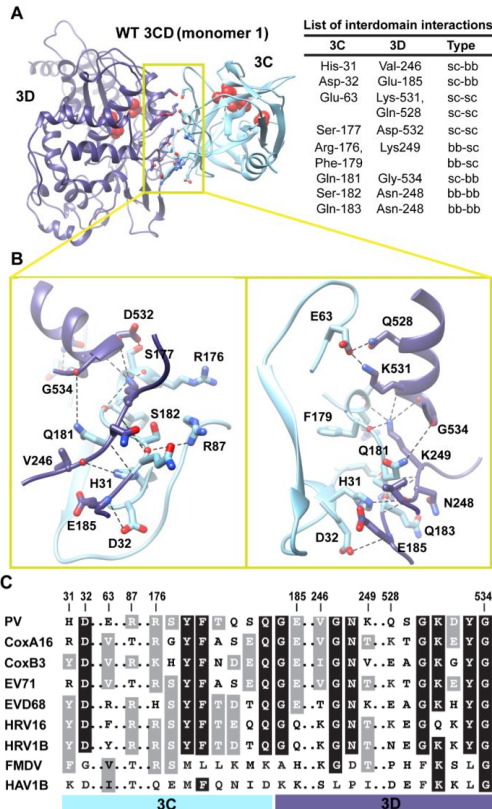 A
WT 3CD (monomer 1)
3D
3C
List of interdomain interactions
3C 3D Type
His-31 Val-246 sc-bb
Asp-32 Glu-185 sc-bb
Glu-63 Lys-531, sc-sc
Gln-528 sc-sc
Ser-177 Asp-532 sc-sc
Arg-176, Lys249 bb-sc
Phe-179 bb-sc
Gln-181 Gly-534 sc-bb
Ser-182 Asn-248 bb-bb
Gln-183 Asn-248 bb-bb
B
D532
S177
R176
G534
S182
Q181
R87
V246
H31
E185
D32
E63
Q528
K531
F179
G534
Q181
K249
H31
N248
D32
Q183
E185
C
31 32 63 87 176 185 246 249 528 534
PV H D..E..R..R S Y F T Q S Q G E V G N K..Q S G K D Y G
CoxA16 R D..V..T..R G Y F A S E Q G E I G N T..K T G K E Y G
CoxB3 Y D..V..R..K H Y F N D E Q G E I G N V..E A G K G Y G
EV71 R D..V..T..R S Y F A S E Q G E I G N T..K T G K E Y G
EVD68 Y D..F..R..H S Y F T D T Q G E
HRV16 Y D..F..R..R S Y F T E Q Q G Q K G N T..K E G Q K Y G
HRV1B Y D..Y..R..R S Y F T D Q Q G
FMDV F G..V..T..R S M L L K M K A H K G D T..P H F K S L G
HAV1B K D..I..T..Q E M F Q N I D K K S L P I..D E F K K L G
3C 3D